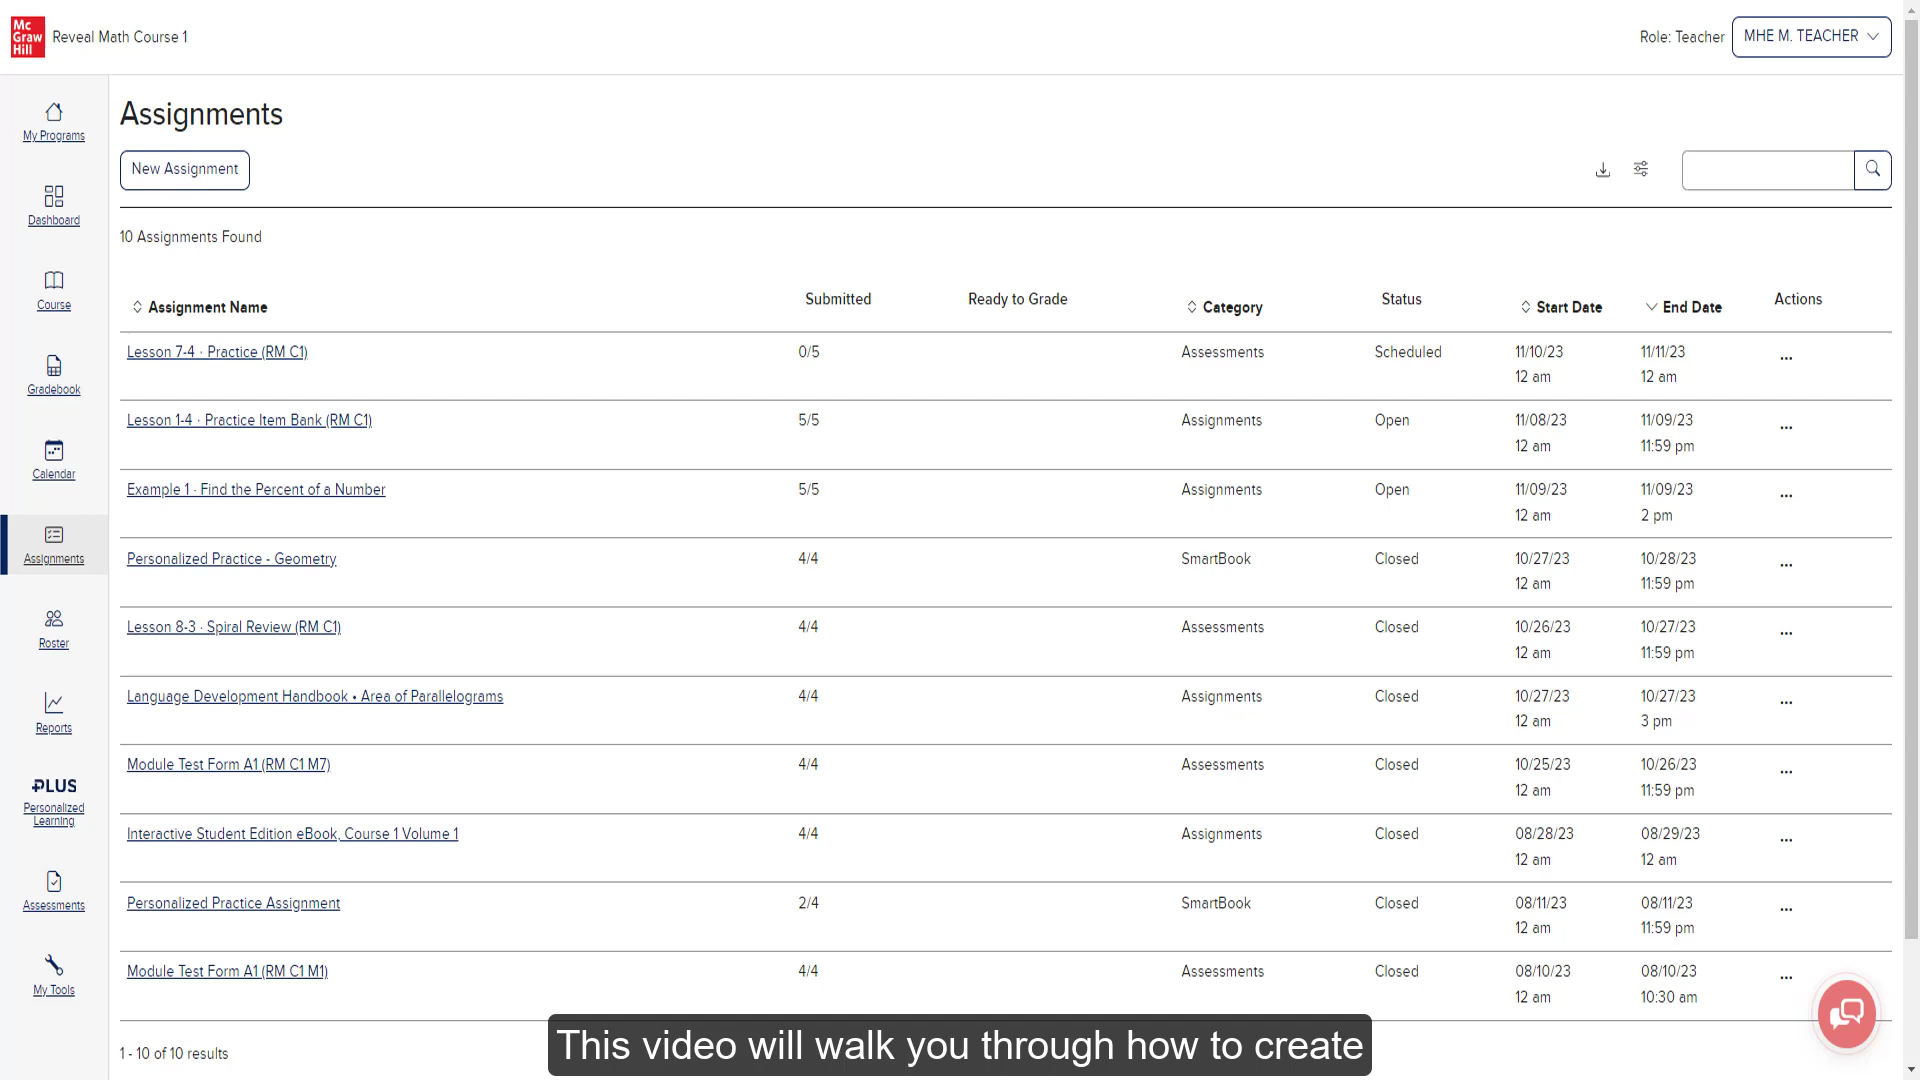 Mc
Graw
Hill
Reveal Math Course 1
Role: Teacher
MHE M. TEACHER
My Programs
Dashboard
Course
Gradebook
Calendar
Assignments
Roster
Reports
PLUS
Personalized
Learning
Assessments
My Tools
Assignments
New Assignment
10 Assignments Found
Assignment Name Submitted Ready to Grade Category Status Start Date End Date Actions
Lesson 7-4 · Practice (RM C1) 0/5 Assessments Scheduled 11/10/23 11/11/23 ...
12 am 12 am
Lesson 1-4 · Practice Item Bank (RM C1) 5/5 Assignments Open 11/08/23 11/09/23 ...
12 am 11:59 pm
Example 1 · Find the Percent of a Number 5/5 Assignments Open 11/09/23 11/09/23 ...
12 am 2 pm
Personalized Practice - Geometry 4/4 SmartBook Closed 10/27/23 10/28/23 ...
12 am 11:59 pm
Lesson 8-3 · Spiral Review (RM C1) 4/4 Assessments Closed 10/26/23 10/27/23 ...
12 am 11:59 pm
Language Development Handbook • Area of Parallelograms 4/4 Assignments Closed 10/27/23 10/27/23 ...
12 am 3 pm
Module Test Form A1 (RM C1 M7) 4/4 Assessments Closed 10/25/23 10/26/23 ...
12 am 11:59 pm
Interactive Student Edition eBook, Course 1 Volume 1 4/4 Assignments Closed 08/28/23 08/29/23 ...
12 am 12 am
Personalized Practice Assignment 2/4 SmartBook Closed 08/11/23 08/11/23 ...
12 am 11:59 pm
Module Test Form A1 (RM C1 M1) 4/4 Assessments Closed 08/10/23 08/10/23 ...
12 am 10:30 am
1 - 10 of 10 results
This video will walk you through how to create